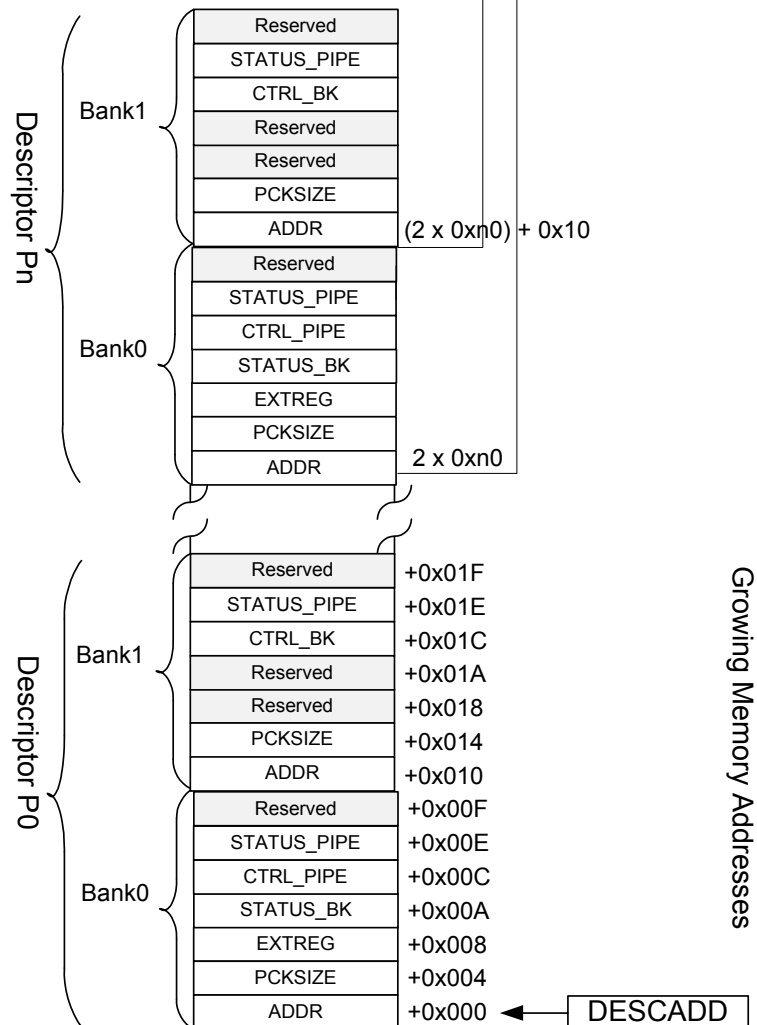 Descriptor Pn
Bank1
Reserved
STATUS_PIPE
CTRL_BK
Reserved
Reserved
PCKSIZE
ADDR (2 x 0xn0) + 0x10
Bank0
Reserved
STATUS_PIPE
CTRL_PIPE
STATUS_BK
EXTREG
PCKSIZE
ADDR 2 x 0xn0
Descriptor P0
Bank1
Reserved +0x01F
STATUS_PIPE +0x01E
CTRL_BK +0x01C
Reserved +0x01A
Reserved +0x018
PCKSIZE +0x014
ADDR +0x010
Bank0
Reserved +0x00F
STATUS_PIPE +0x00E
CTRL_PIPE +0x00C
STATUS_BK +0x00A
EXTREG +0x008
PCKSIZE +0x004
ADDR +0x000 DESCADD
Growing Memory Addresses